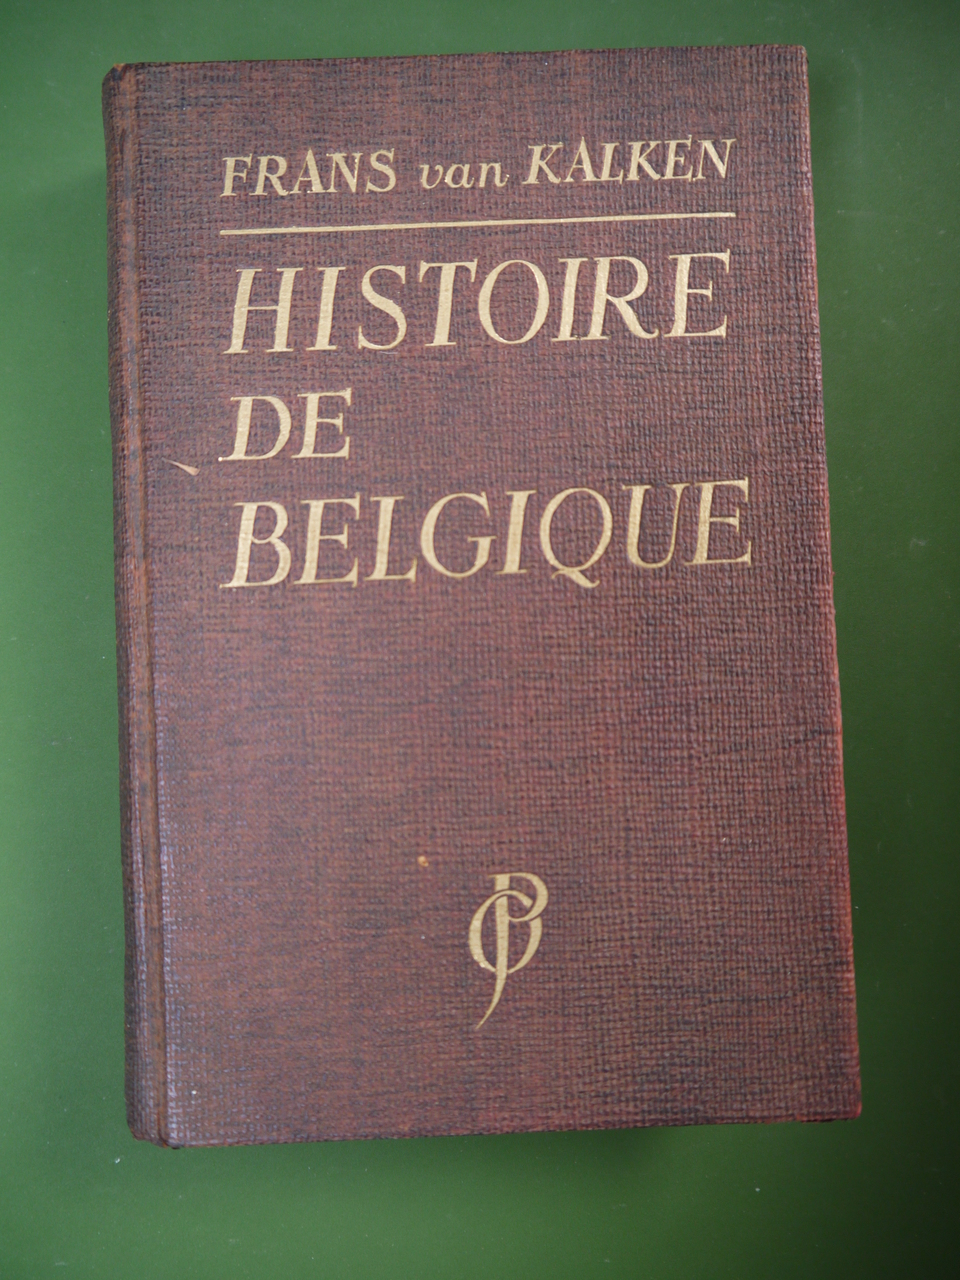 FRANS van KALKEN
HISTOIRE
DE
BELGIQUE